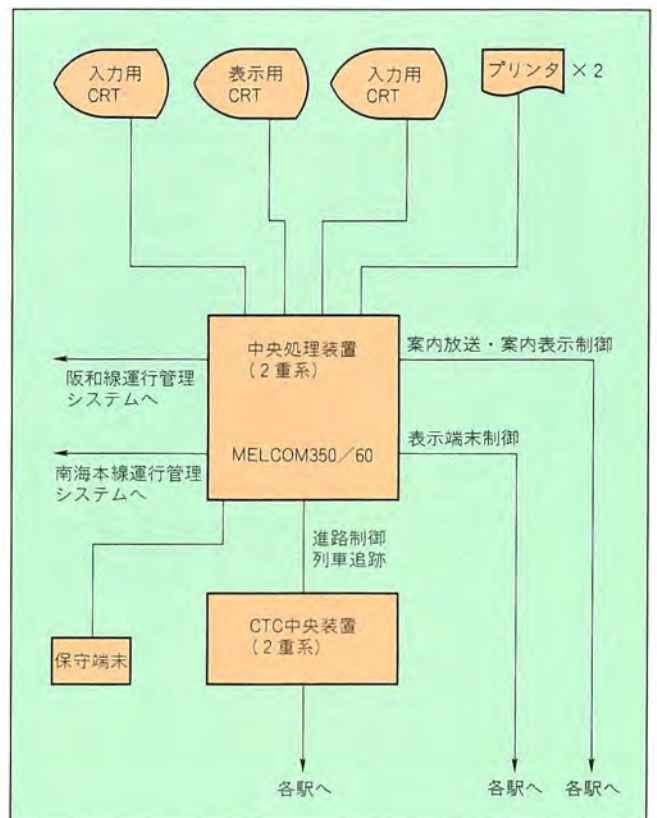 入力用
CRT
表示用
CRT
入力用
CRT
プリンタ ×2
中央処理装置
(2重系)
MELCOM350/60
阪和線運行管理
システムへ
南海本線運行管理
システムへ
案内放送・案内表示制御
表示端末制御
進路制御
列車追跡
CTC中央装置
(2重系)
保守端末
各駅へ
各駅へ
各駅へ